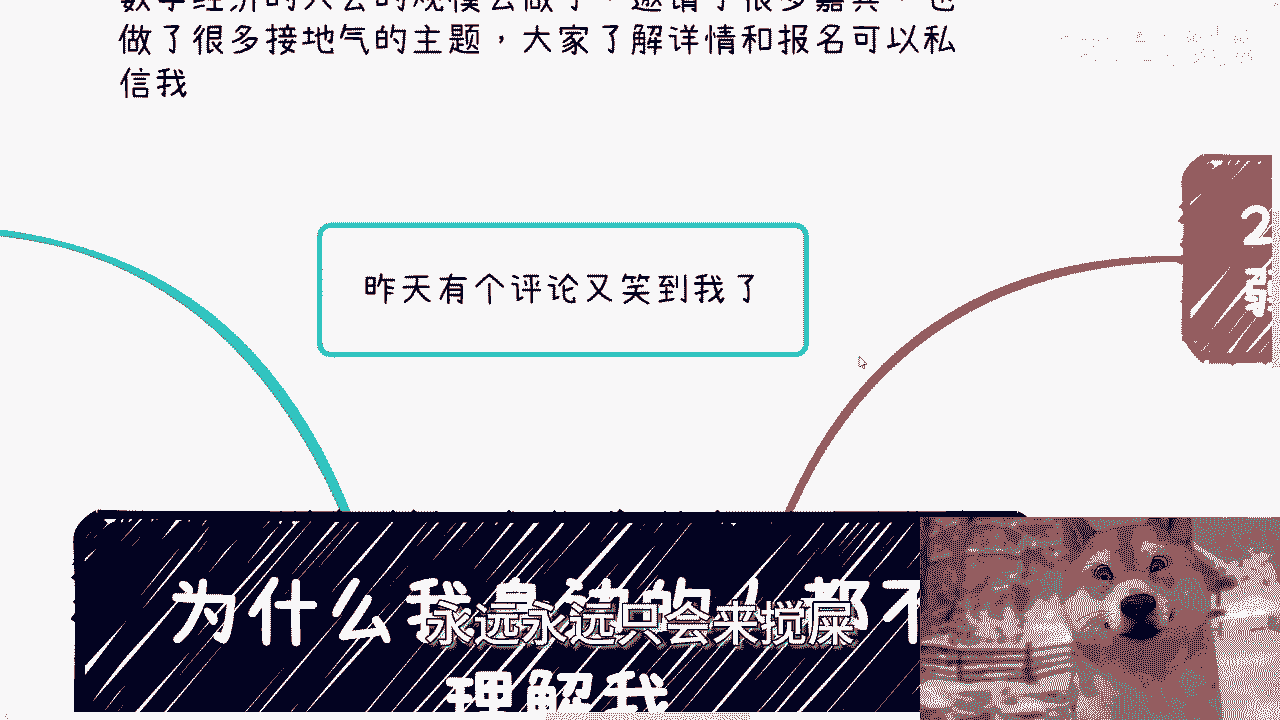 数字经济的大会的规模 做了，邀请了很多嘉宾，也
做了很多接地气的主题，大家了解详情和报名可以私
信我
昨天有个评论又笑到我了
2
为什么我身边的人都不
永远永远只会来搅屎
理解我